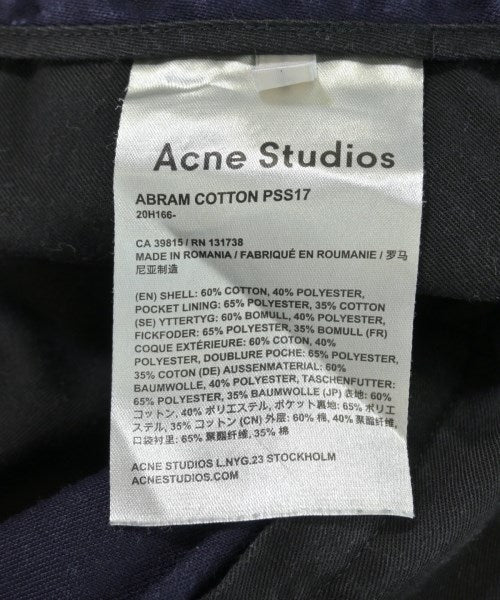 Acne Studios
ABRAM COTTON PSS17
20H166-
CA 39815 / RN 131738
MADE IN ROMANIA / FABRIQUÉ EN ROUMANIE / 罗马
尼亚制造
(EN) SHELL: 60% COTTON, 40% POLYESTER,
POCKET LINING: 65% POLYESTER, 35% COTTON
(SE) YTTERTYG: 60% BOMULL, 40% POLYESTER,
FICKFODER: 65% POLYESTER, 35% BOMULL (FR)
COQUE EXTÉRIEURE: 60% COTON, 40%
POLYESTER, DOUBLURE POCHE: 65% POLYESTER,
35% COTON (DE) AUSSENMATERIAL: 60%
BAUMWOLLE, 40% POLYESTER, TASCHENFUTTER:
65% POLYESTER, 35% BAUMWOLLE (JP) 表地: 60%
コットン, 40% ポリエステル, ポケット裏地: 65% ポリエ
ステル, 35% コットン (CN) 外层: 60% 棉, 40% 聚酯纤维,
口袋衬里: 65% 聚酯纤维, 35% 棉
ACNE STUDIOS L.NYG.23 STOCKHOLM
ACNESTUDIOS.COM